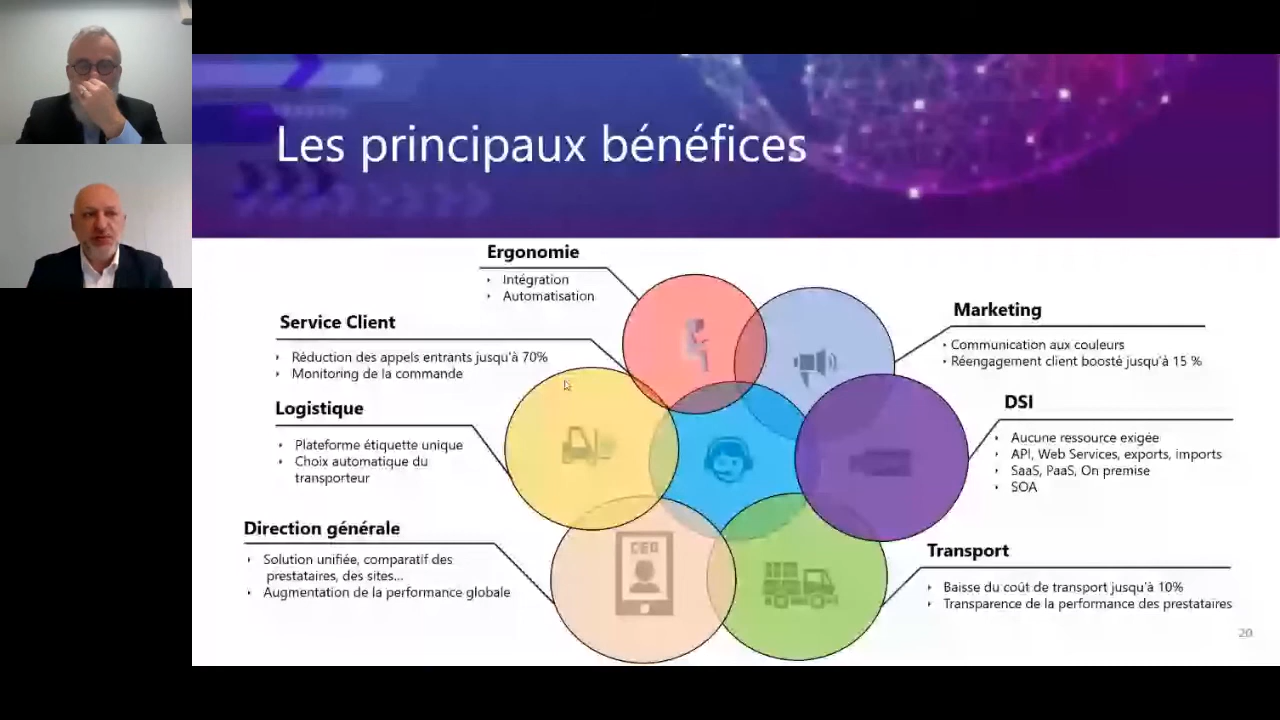 Les principaux bénéfices
Ergonomie
• Intégration
• Automatisation
Service Client
• Réduction des appels entrants jusqu'à 70%
• Monitoring de la commande
Logistique
• Plateforme étiquette unique
• Choix automatique du
transporteur
Direction générale
• Solution unifiée, comparatif des
prestataires, des sites...
• Augmentation de la performance globale
CEO
Marketing
• Communication aux couleurs
• Réengagement client boosté jusqu'à 15 %
DSI
• Aucune ressource exigée
• API, Web Services, exports, imports
• SaaS, PaaS, On premise
• SOA
Transport
• Baisse du coût de transport jusqu'à 10%
• Transparence de la performance des prestataires
20